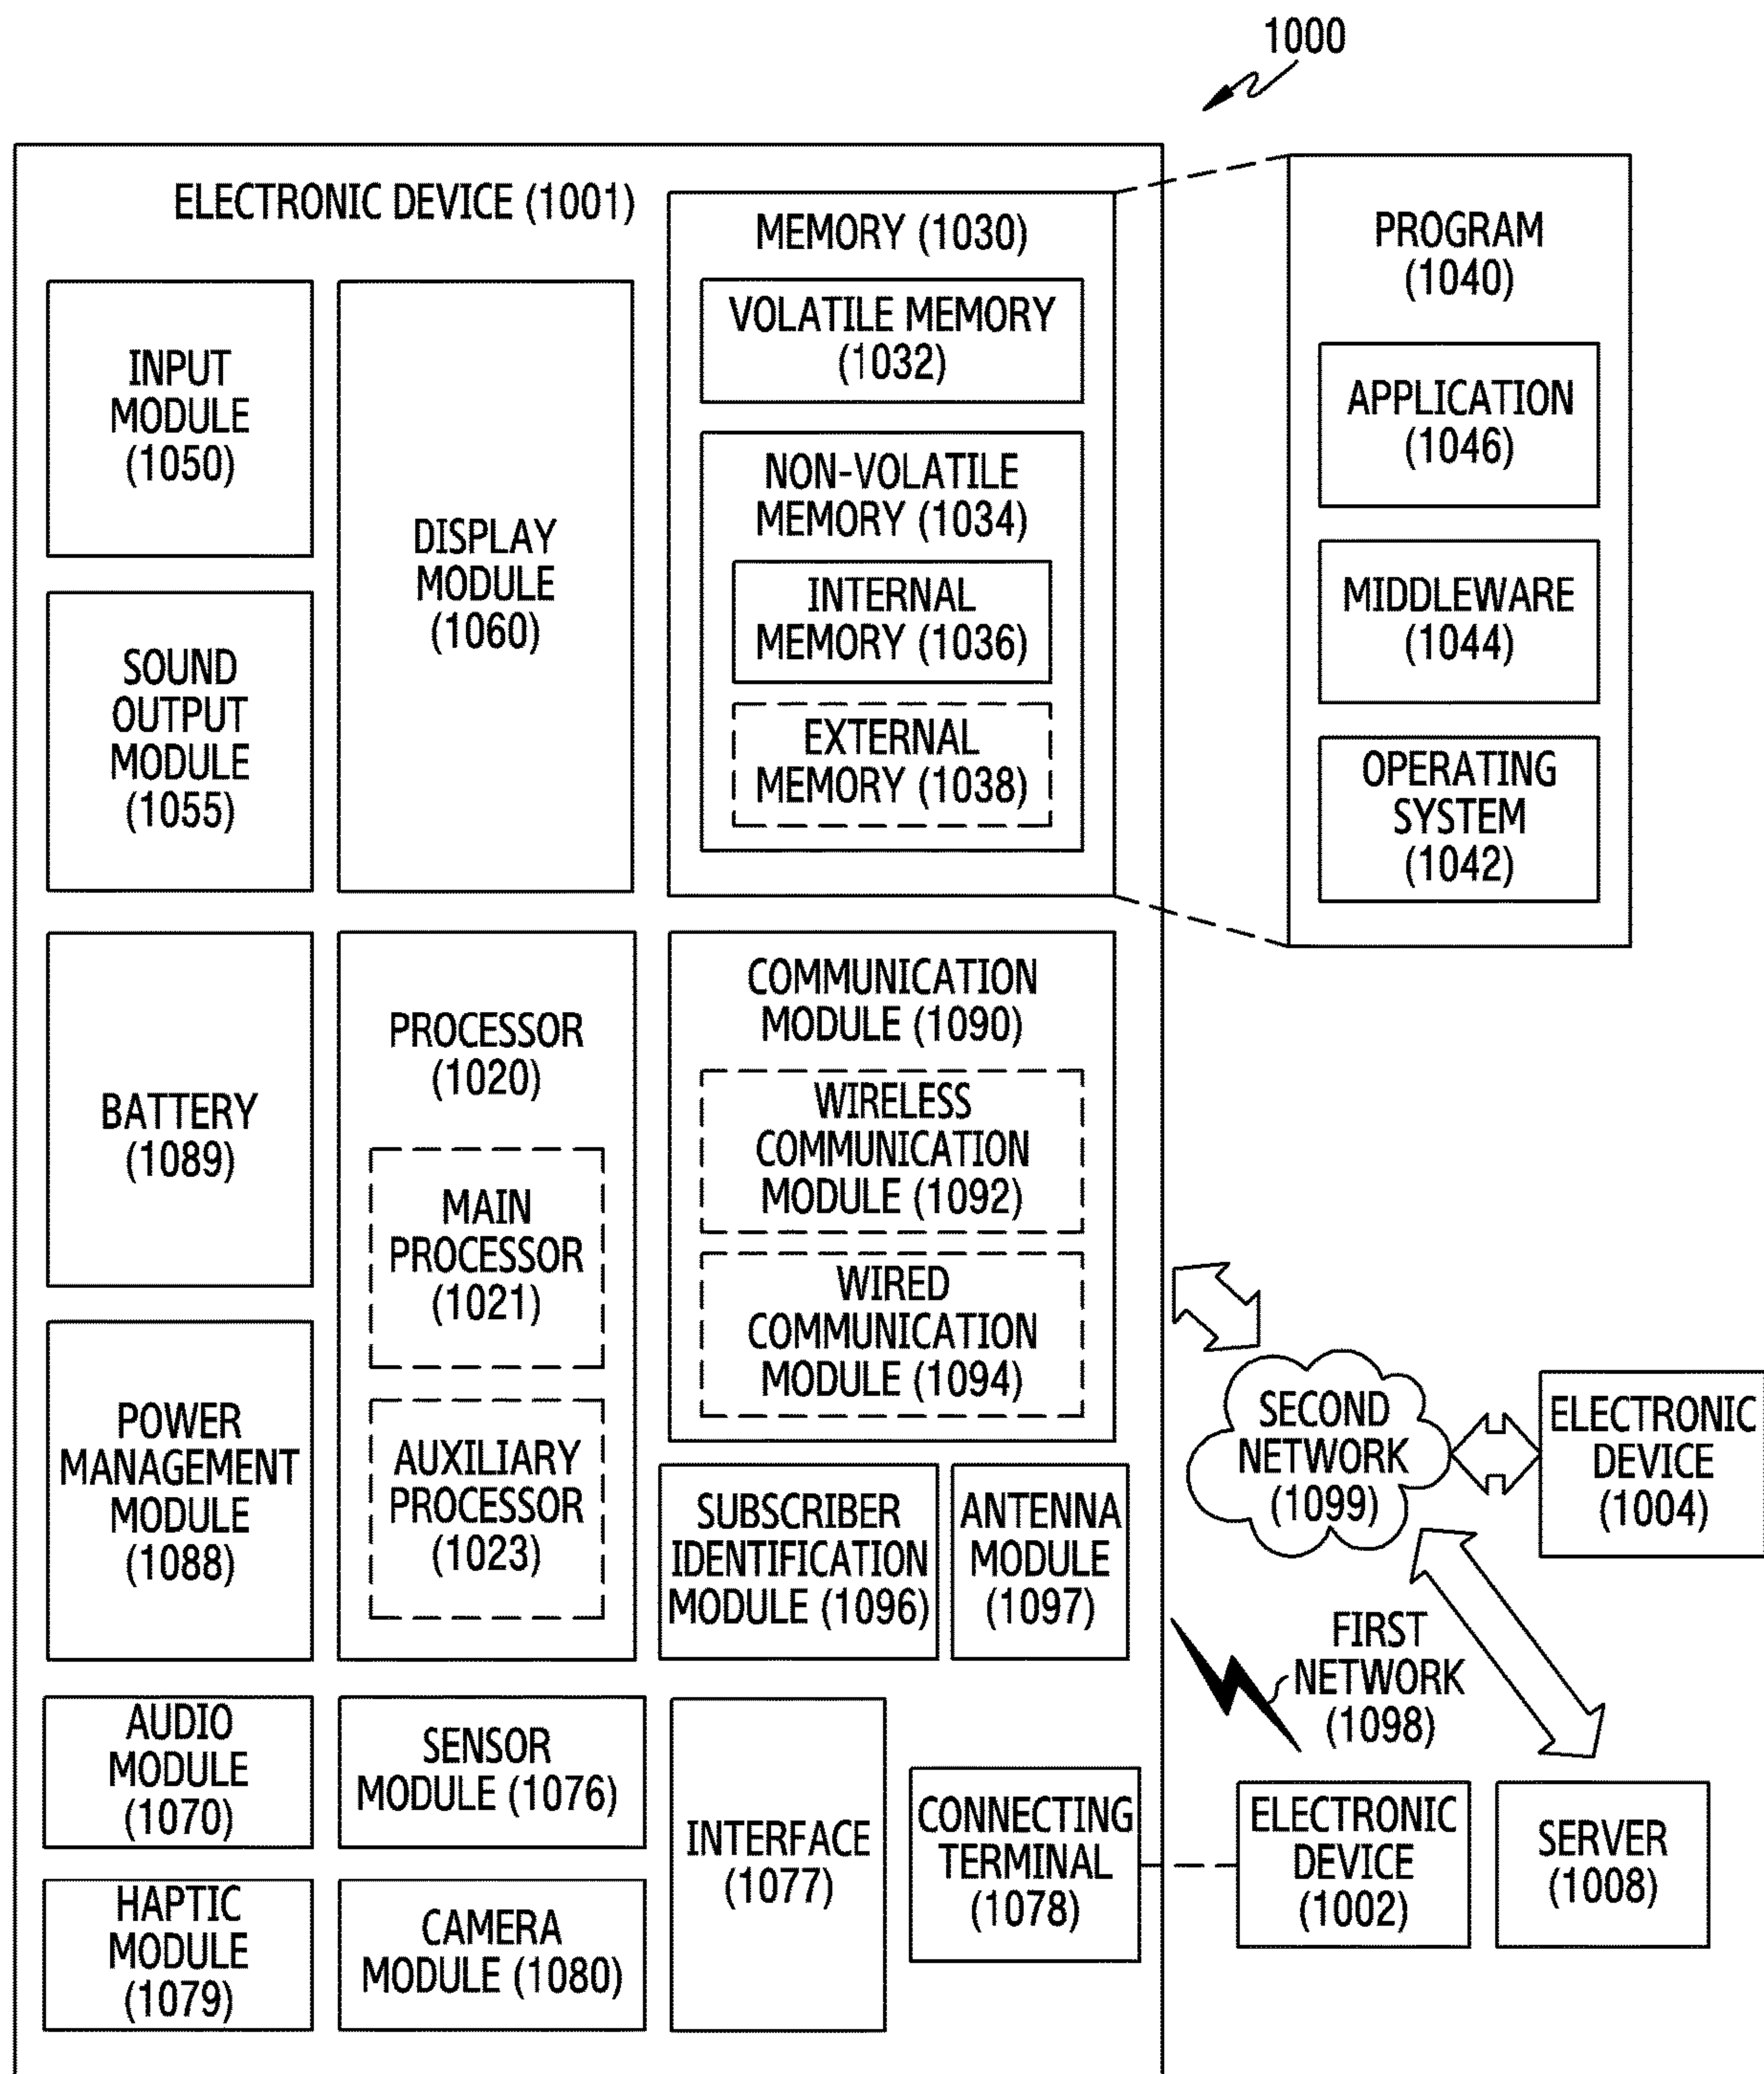 1000
ELECTRONIC DEVICE (1001)
INPUT
MODULE
(1050)
SOUND
OUTPUT
MODULE
(1055)
DISPLAY
MODULE
(1060)
MEMORY (1030)
VOLATILE MEMORY
(1032)
NON-VOLATILE
MEMORY (1034)
INTERNAL
MEMORY (1036)
EXTERNAL
MEMORY (1038)
PROGRAM
(1040)
APPLICATION
(1046)
MIDDLEWARE
(1044)
OPERATING
SYSTEM
(1042)
BATTERY
(1089)
POWER
MANAGEMENT
MODULE
(1088)
PROCESSOR
(1020)
MAIN
PROCESSOR
(1021)
AUXILIARY
PROCESSOR
(1023)
COMMUNICATION
MODULE (1090)
WIRELESS
COMMUNICATION
MODULE (1092)
WIRED
COMMUNICATION
MODULE (1094)
SUBSCRIBER
IDENTIFICATION
MODULE (1096)
ANTENNA
MODULE
(1097)
SECOND
NETWORK
(1099)
ELECTRONIC
DEVICE
(1004)
FIRST
NETWORK
(1098)
AUDIO
MODULE
(1070)
SENSOR
MODULE (1076)
HAPTIC
MODULE
(1079)
CAMERA
MODULE (1080)
INTERFACE
(1077)
CONNECTING
TERMINAL
(1078)
ELECTRONIC
DEVICE
(1002)
SERVER
(1008)